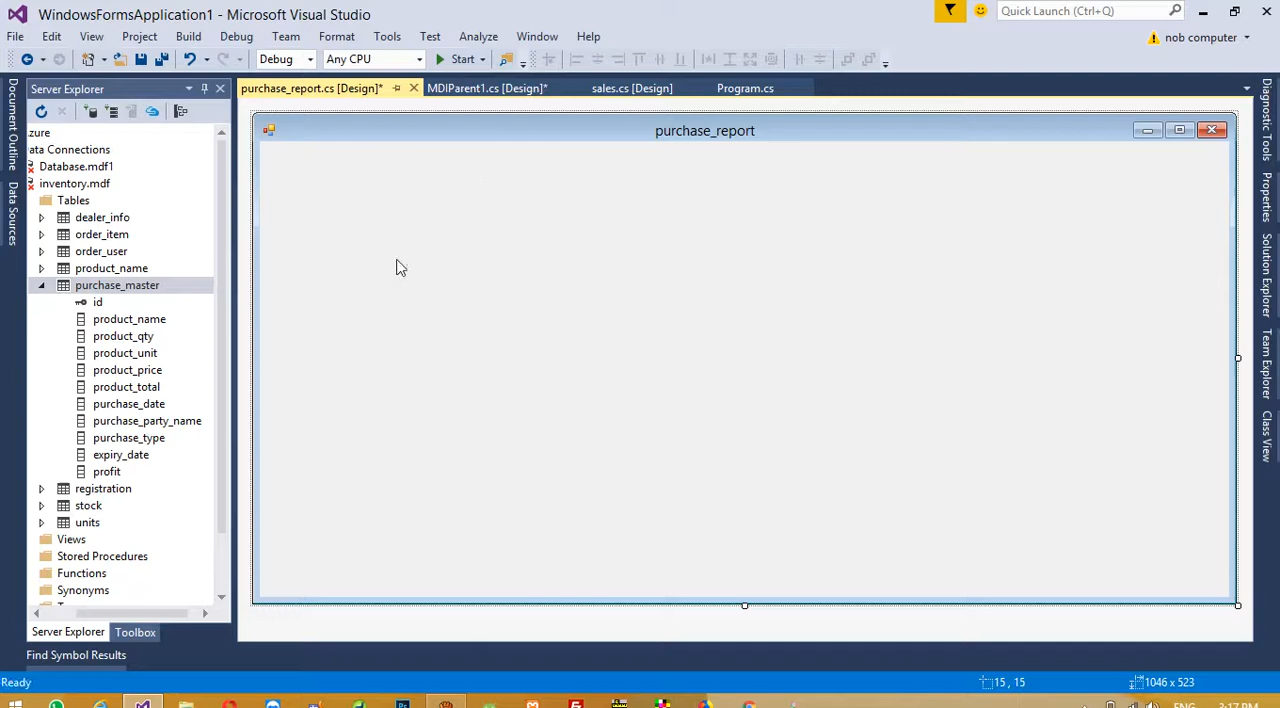 WindowsFormsApplication1 - Microsoft Visual Studio
Quick Launch (Ctrl+Q)
File Edit View Project Build Debug Team Format Tools Test Analyze Window Help
nob computer
Debug Any CPU Start
Server Explorer
purchase_report.cs [Design]* MDIParent1.cs [Design]* sales.cs [Design] Program.cs
Document Outline
Data Sources
zure
ata Connections
Database.mdf1
inventory.mdf
Tables
dealer_info
order_item
order_user
product_name
purchase_master
id
product_name
product_qty
product_unit
product_price
product_total
purchase_date
purchase_party_name
purchase_type
expiry_date
profit
registration
stock
units
Views
Stored Procedures
Functions
Synonyms
Server Explorer Toolbox
purchase_report
Diagnostic Tools
Properties
Solution Explorer
Team Explorer
Class View
Find Symbol Results
Ready
15 , 15
1046 x 523
ENG
3:17 PM